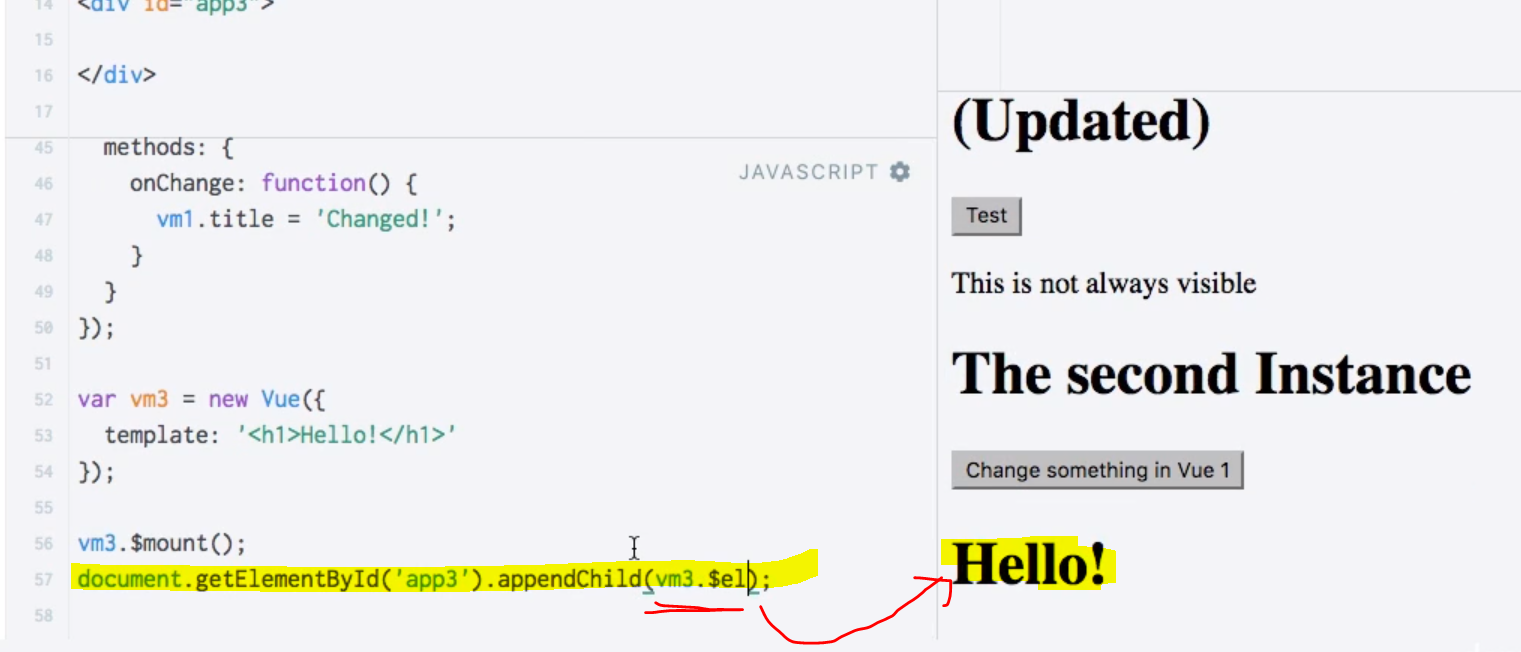 14 <div id="app3">
15
16 </div>
17
45 methods: {
JAVASCRIPT
46 onChange: function() {
47 vm1.title = 'Changed!';
48 }
49 }
50 });
51
52 var vm3 = new Vue({
53 template: '<h1>Hello!</h1>'
54 });
55
56 vm3.$mount();
57 document.getElementById('app3').appendChild(vm3.$el);
58
(Updated)
Test
This is not always visible
The second Instance
Change something in Vue 1
Hello!